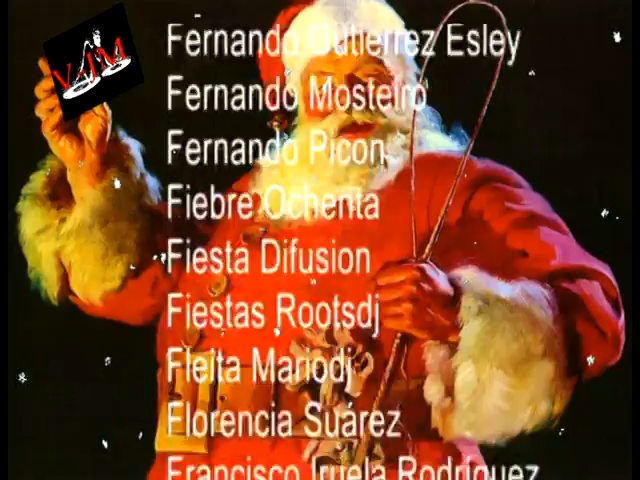 VJM
Fernando Gutierrez Esley
Fernando Mosteiro
Fernando Picon
Fiebre Ochenta
Fiesta Difusion
Fiestas Rootsdj
Fleita Mariodj
Florencia Suárez
Francisco Iruela Rodríguez